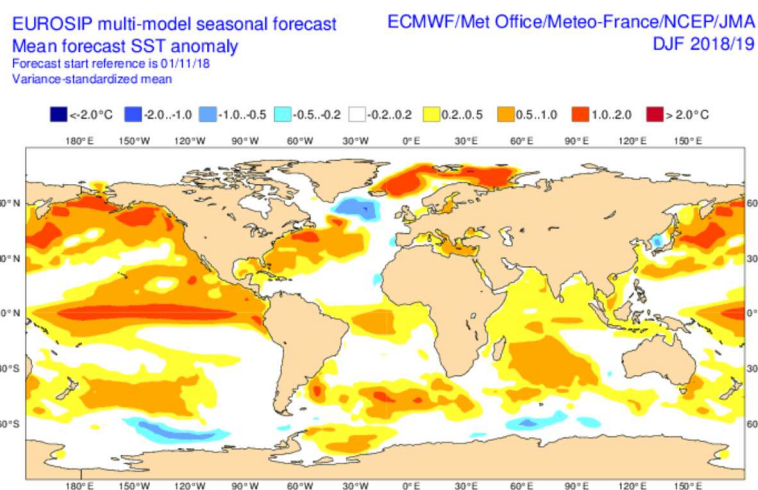 EUROSIP multi-model seasonal forecast
Mean forecast SST anomaly
Forecast start reference is 01/11/18
Variance-standardized mean
ECMWF/Met Office/Meteo-France/NCEP/JMA
DJF 2018/19
<-2.0°C -2.0..-1.0 -1.0..-0.5 -0.5..-0.2 -0.2..0.2 0.2..0.5 0.5..1.0 1.0..2.0 > 2.0°C
180°E 150°W 120°W 90°W 60°W 30°W 0°E 30°E 60°E 90°E 120°E 150°E
0°N 60
30°N 30
0°N 0°
30°S 30
60°S 60
180°E 150°W 120°W 90°W 60°W 30°W 0°E 30°E 60°E 90°E 120°E 150°E